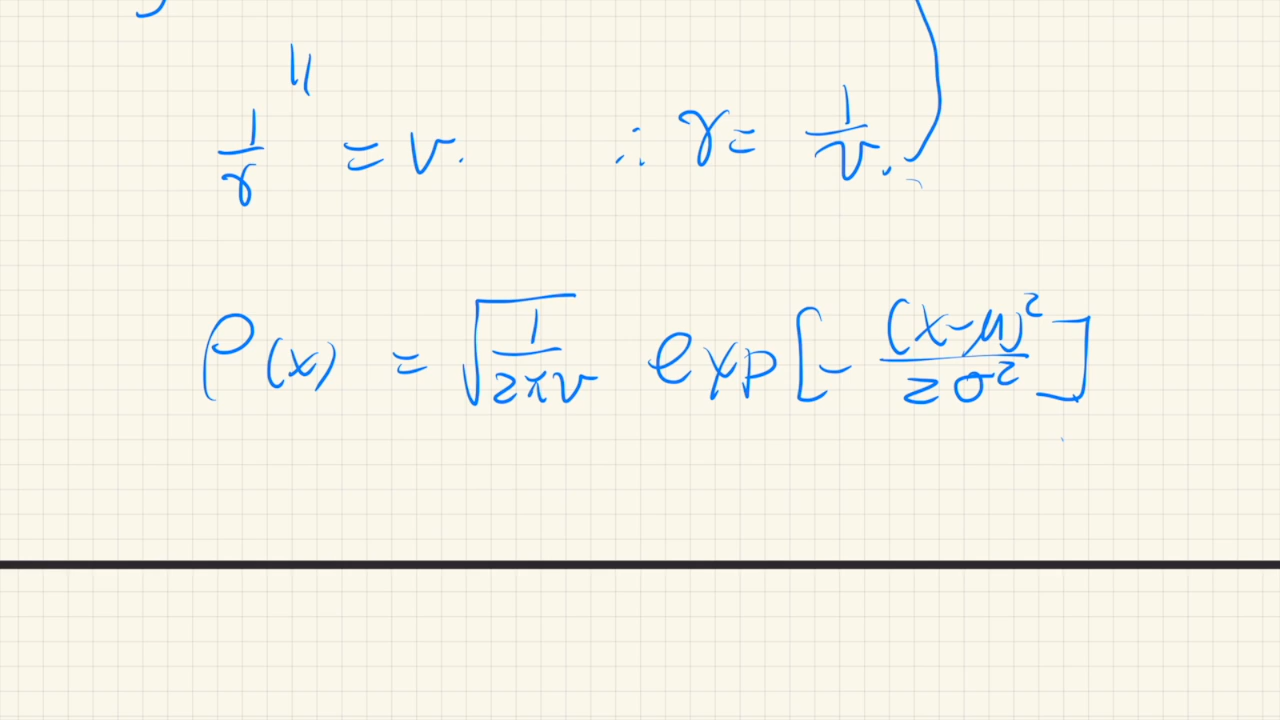 1/γ = v. ∴ γ = 1/v.
ρ(x) = √(1/2πv) exp[-(x-μ)²/2σ²]